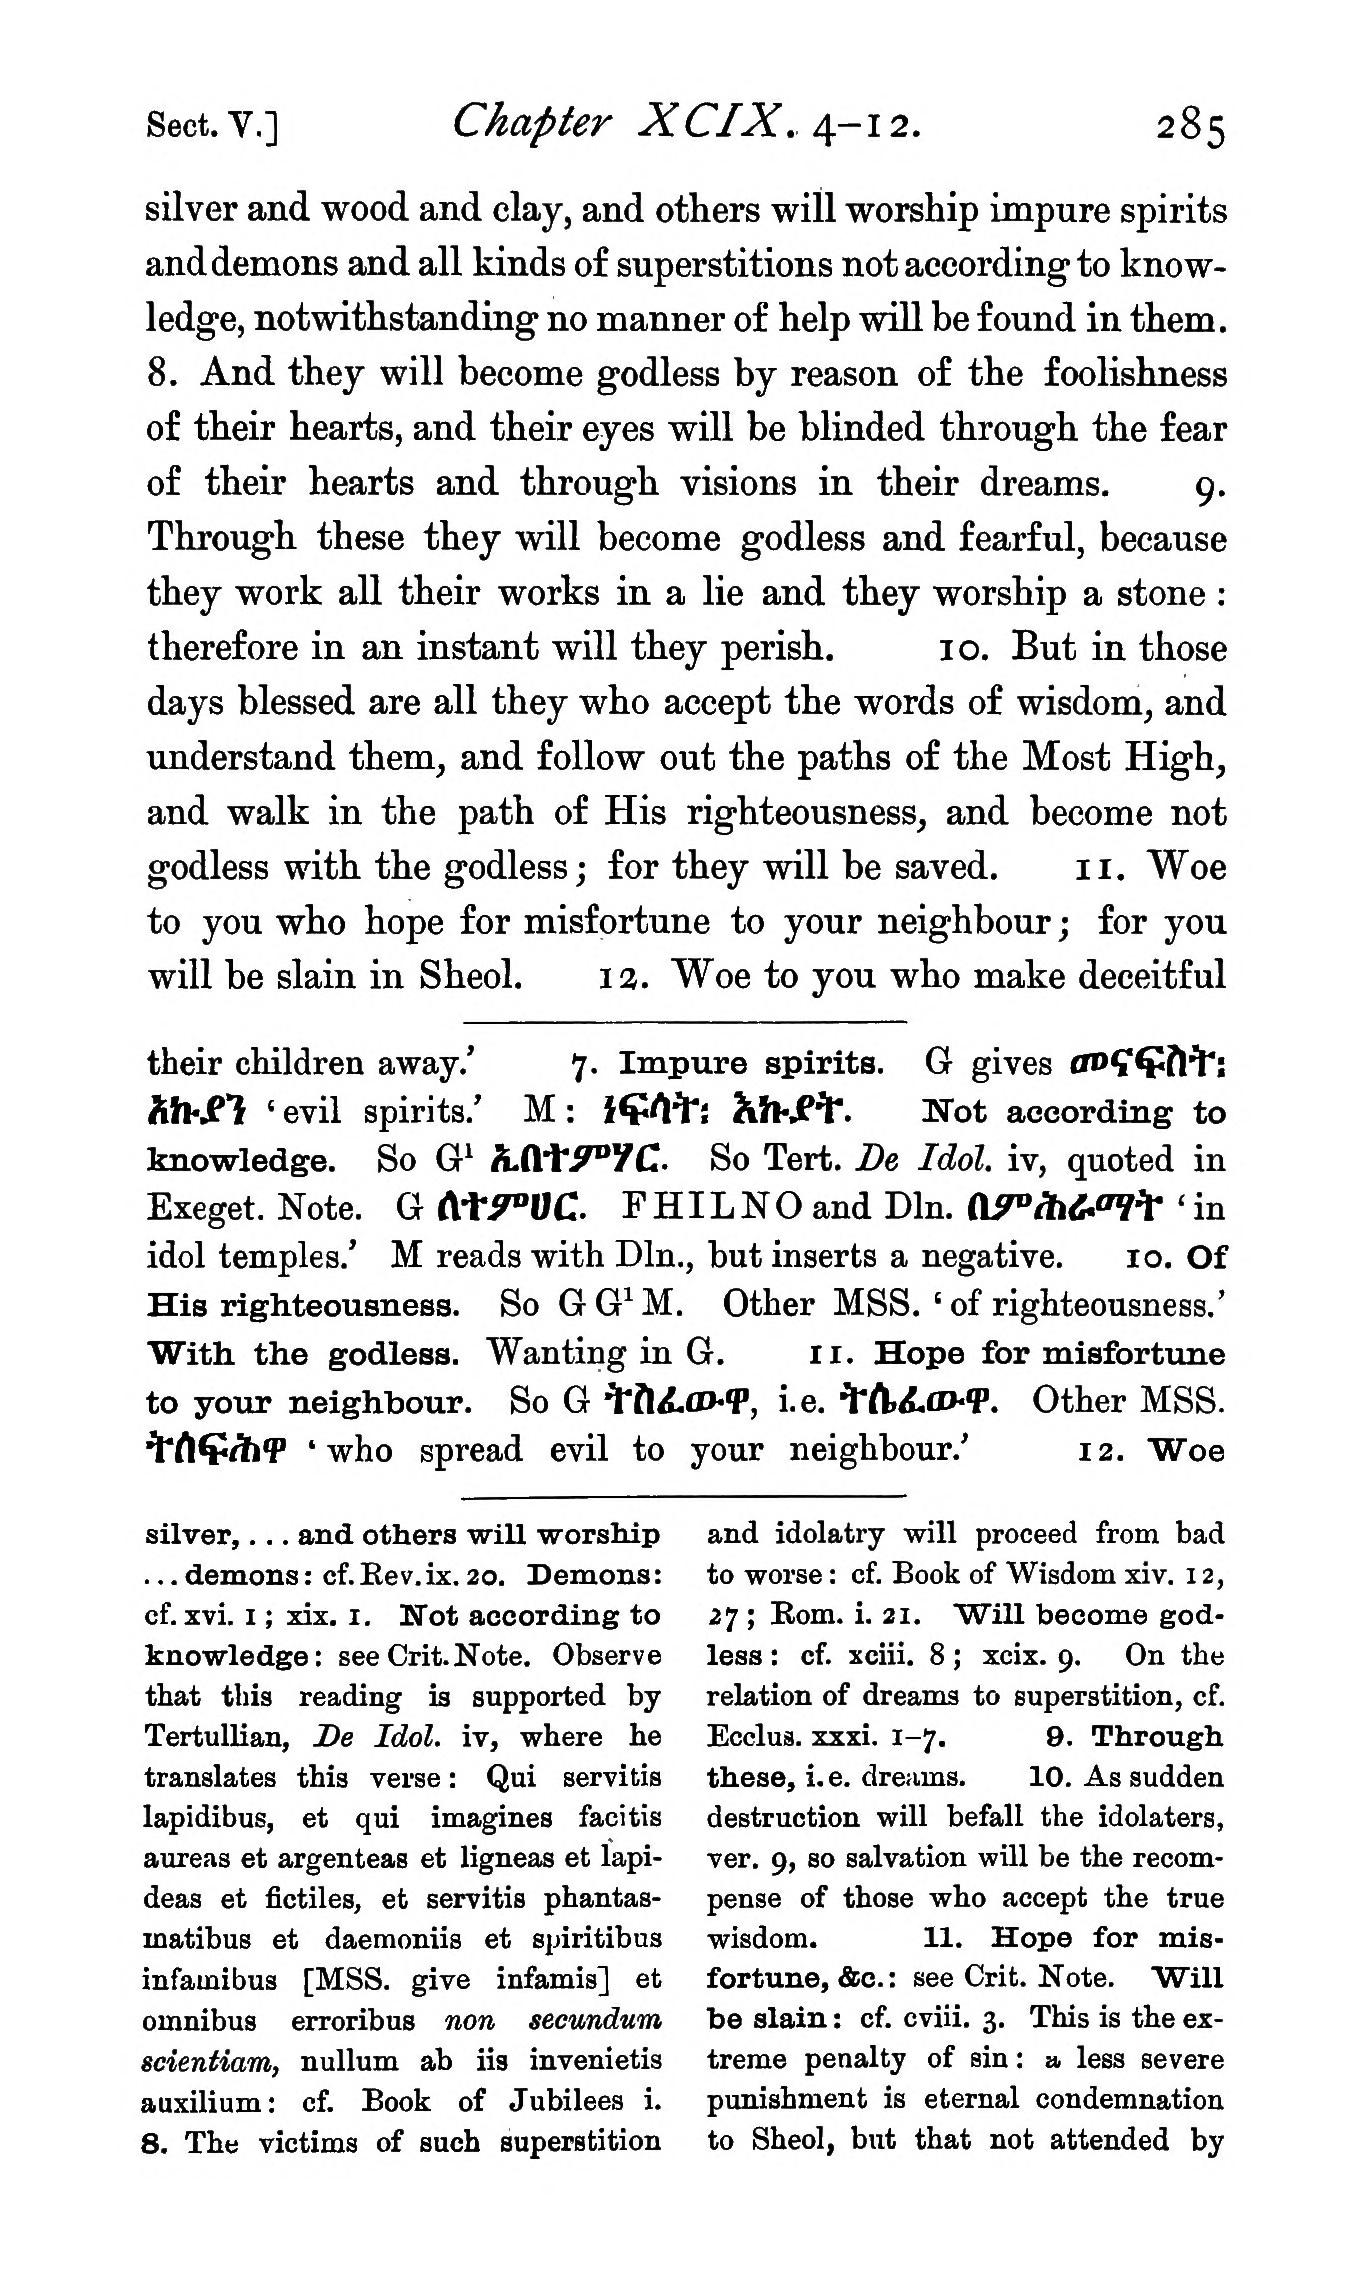 Sect. V.] Chapter XCIX. 4–12. 285
silver and wood and clay, and others will worship impure spirits
and demons and all kinds of superstitions not according to know-
ledge, notwithstanding no manner of help will be found in them.
8. And they will become godless by reason of the foolishness
of their hearts, and their eyes will be blinded through the fear
of their hearts and through visions in their dreams. 9.
Through these they will become godless and fearful, because
they work all their works in a lie and they worship a stone :
therefore in an instant will they perish. 10. But in those
days blessed are all they who accept the words of wisdom, and
understand them, and follow out the paths of the Most High,
and walk in the path of His righteousness, and become not
godless with the godless ; for they will be saved. 11. Woe
to you who hope for misfortune to your neighbour ; for you
will be slain in Sheol. 12. Woe to you who make deceitful
their children away.’ 7. Impure spirits. G gives መናፍስት፡
እኩያን ‘evil spirits.’ M : ነፍሳት፡ እኩያት. Not according to
knowledge. So G¹ ኢበትምሃር. So Tert. De Idol. iv, quoted in
Exeget. Note. G ሰተምህር. F H I L N O and Dln. በምሕራማት ‘in
idol temples.’ M reads with Dln., but inserts a negative. 10. Of
His righteousness. So G G¹ M. Other MSS. ‘of righteousness.’
With the godless. Wanting in G. 11. Hope for misfortune
to your neighbour. So G ትስፈውዋ, i.e. ትሴፈውዋ. Other MSS.
ትሰፍሕዋ ‘who spread evil to your neighbour.’ 12. Woe
silver, . . . and others will worship
. . . demons : cf. Rev. ix. 20. Demons :
cf. xvi. 1 ; xix. 1. Not according to
knowledge : see Crit. Note. Observe
that this reading is supported by
Tertullian, De Idol. iv, where he
translates this verse : Qui servitis
lapidibus, et qui imagines facitis
aureas et argenteas et ligneas et lapi-
deas et fictiles, et servitis phantas-
matibus et daemoniis et spiritibus
infamibus [MSS. give infamis] et
omnibus erroribus non secundum
scientiam, nullum ab iis invenietis
auxilium : cf. Book of Jubilees i.
8. The victims of such superstition
and idolatry will proceed from bad
to worse : cf. Book of Wisdom xiv. 12,
27 ; Rom. i. 21. Will become god-
less : cf. xciii. 8 ; xcix. 9. On the
relation of dreams to superstition, cf.
Ecclus. xxxi. 1–7. 9. Through
these, i.e. dreams. 10. As sudden
destruction will befall the idolaters,
ver. 9, so salvation will be the recom-
pense of those who accept the true
wisdom. 11. Hope for mis-
fortune, &c. : see Crit. Note. Will
be slain : cf. cviii. 3. This is the ex-
treme penalty of sin : a less severe
punishment is eternal condemnation
to Sheol, but that not attended by